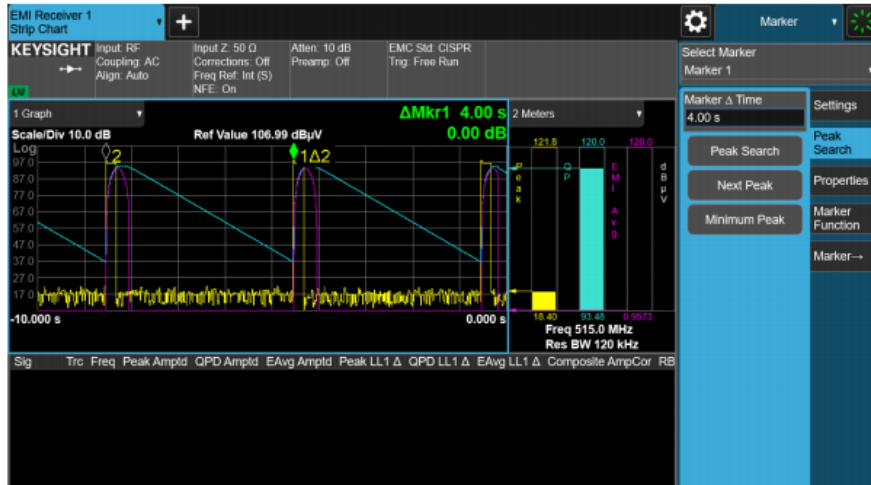 EMI Receiver 1
Strip Chart
+
Marker
KEYSIGHT
Input: RF
Coupling: AC
Align: Auto
Input Z: 50 Ω
Corrections: Off
Freq Ref: Int (S)
NFE: On
Atten: 10 dB
Preamp: Off
EMC Std: CISPR
Trig: Free Run
Select Marker
Marker 1
1 Graph
ΔMkr1 4.00 s
Scale/Div 10.0 dB
Ref Value 106.99 dBµV
0.00 dB
Log
97.0
87.0
77.0
67.0
57.0
47.0
37.0
27.0
17.0
2
1Δ2
-10.000 s
0.000 s
2 Meters
121.8 120.0 120.0
Peak
QP
EMI Avg
dBµV
18.40 93.48 0.9573
Freq 515.0 MHz
Res BW 120 kHz
Marker Δ Time
4.00 s
Peak Search
Next Peak
Minimum Peak
Settings
Peak
Search
Properties
Marker
Function
Marker→
Sig Trc Freq Peak Amptd QPD Amptd EAvg Amptd Peak LL1 Δ QPD LL1 Δ EAvg LL1 Δ Composite AmpCor RB